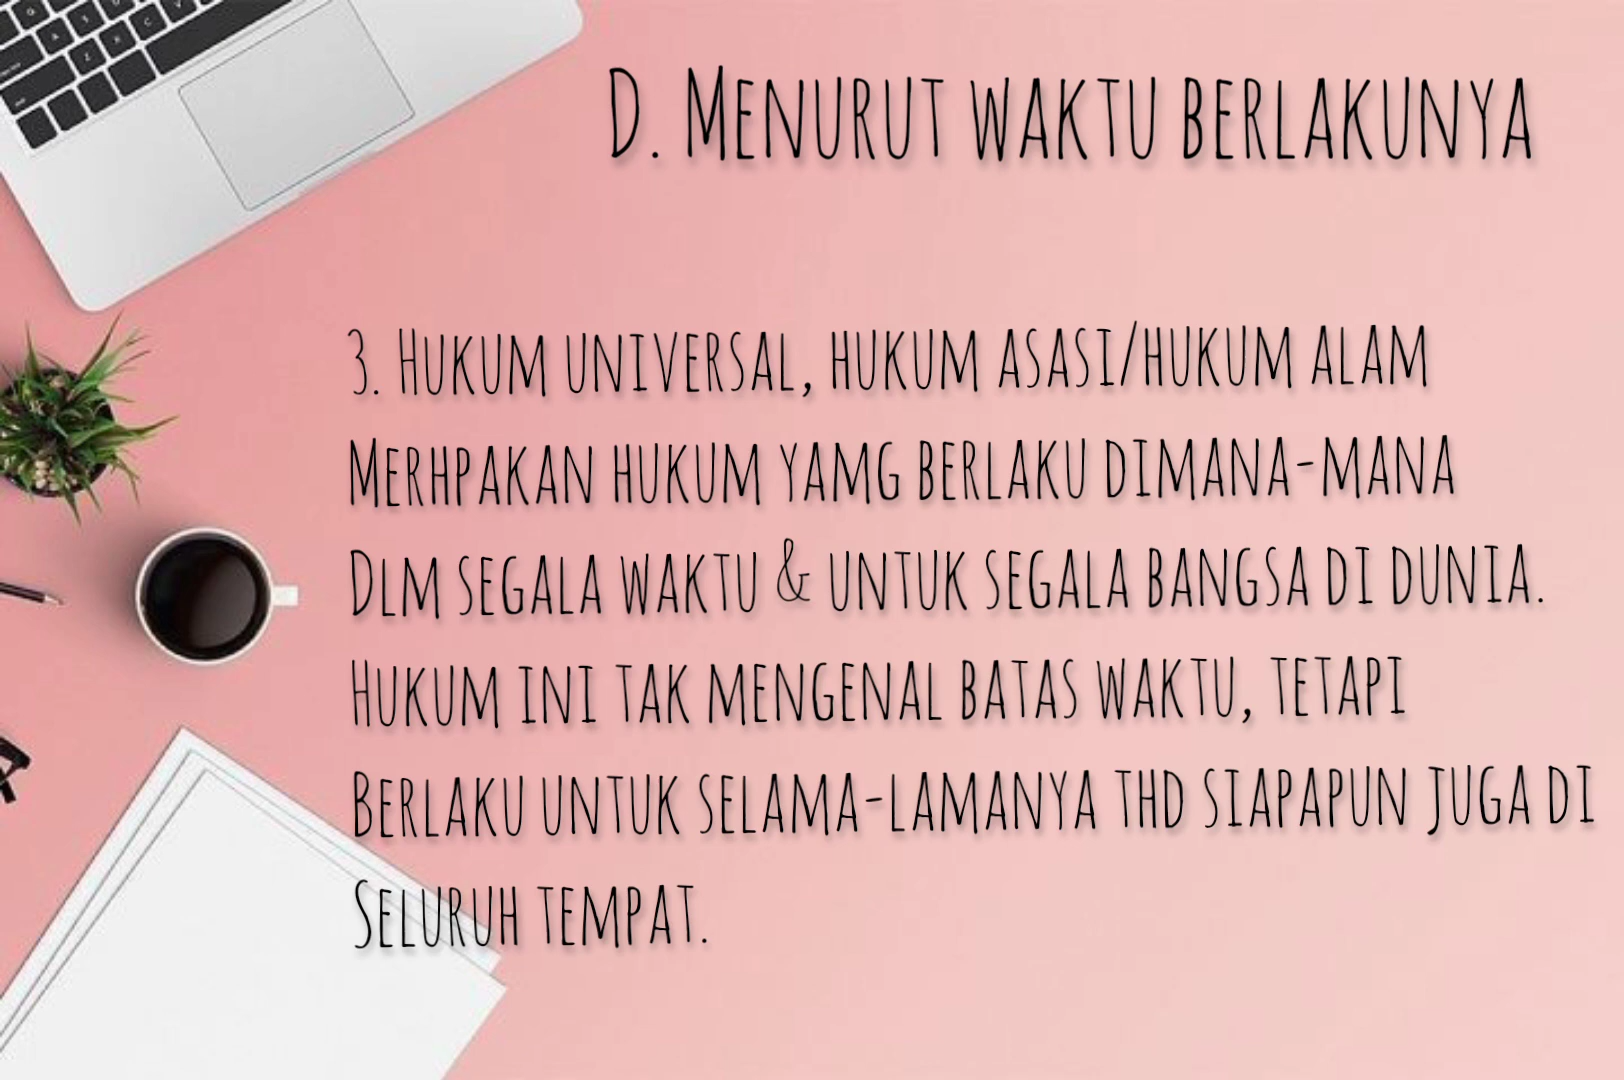 D. Menurut waktu berlakunya
3. Hukum universal, hukum asasi/hukum alam
Merhpakan hukum yamg berlaku dimana-mana
Dlm segala waktu & untuk segala bangsa di dunia.
Hukum ini tak mengenal batas waktu, tetapi
Berlaku untuk selama-lamanya thd siapapun juga di
Seluruh tempat.